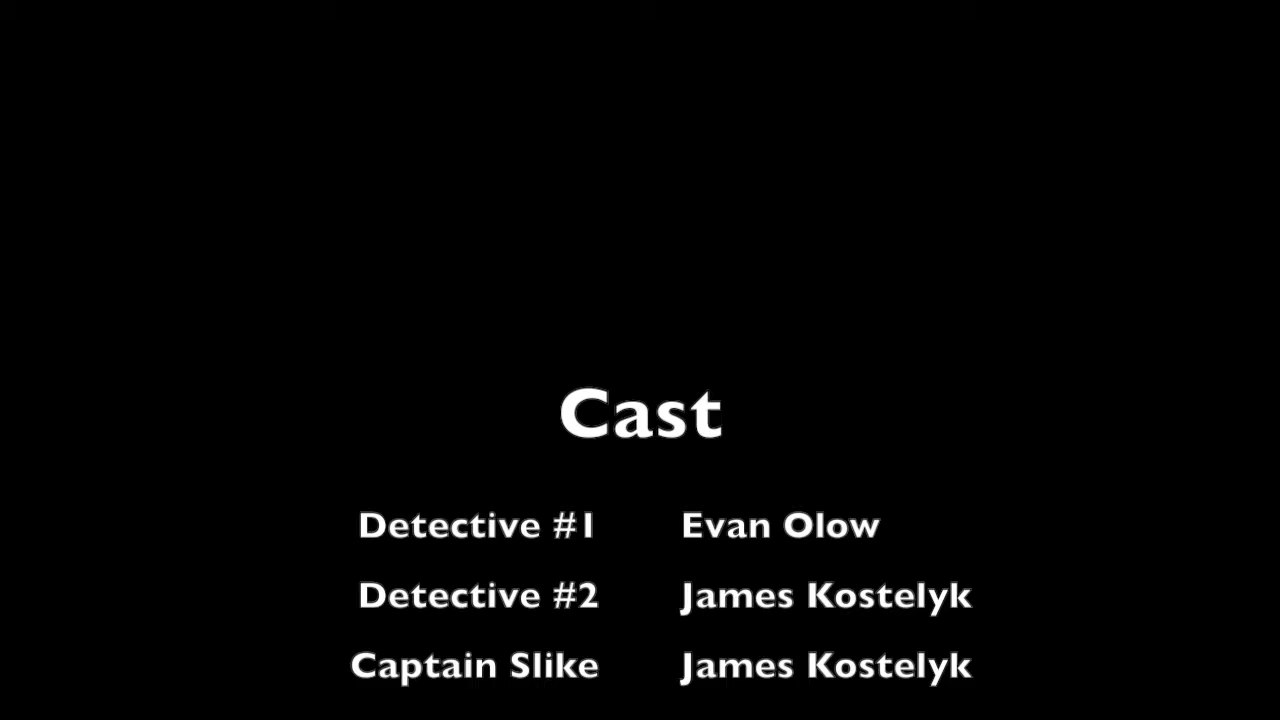 Cast
Detective #1 Evan Olow
Detective #2 James Kostelyk
Captain Slike James Kostelyk